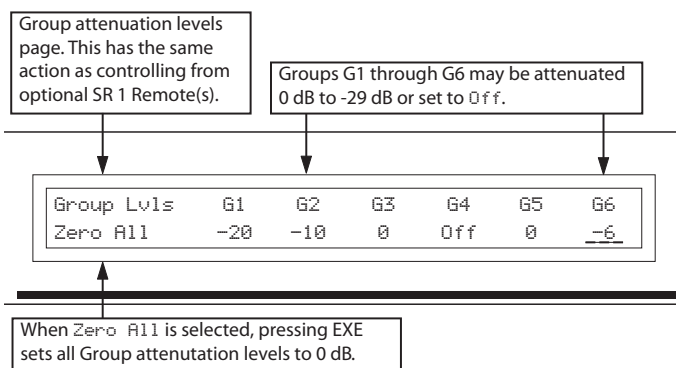 Group attenuation levels
page. This has the same
action as controlling from
optional SR 1 Remote(s).
Groups G1 through G6 may be attenuated
0 dB to -29 dB or set to Off.
Group Lvls G1 G2 G3 G4 G5 G6
Zero All -20 -10 0 Off 0 -6
When Zero All is selected, pressing EXE
sets all Group attenutation levels to 0 dB.